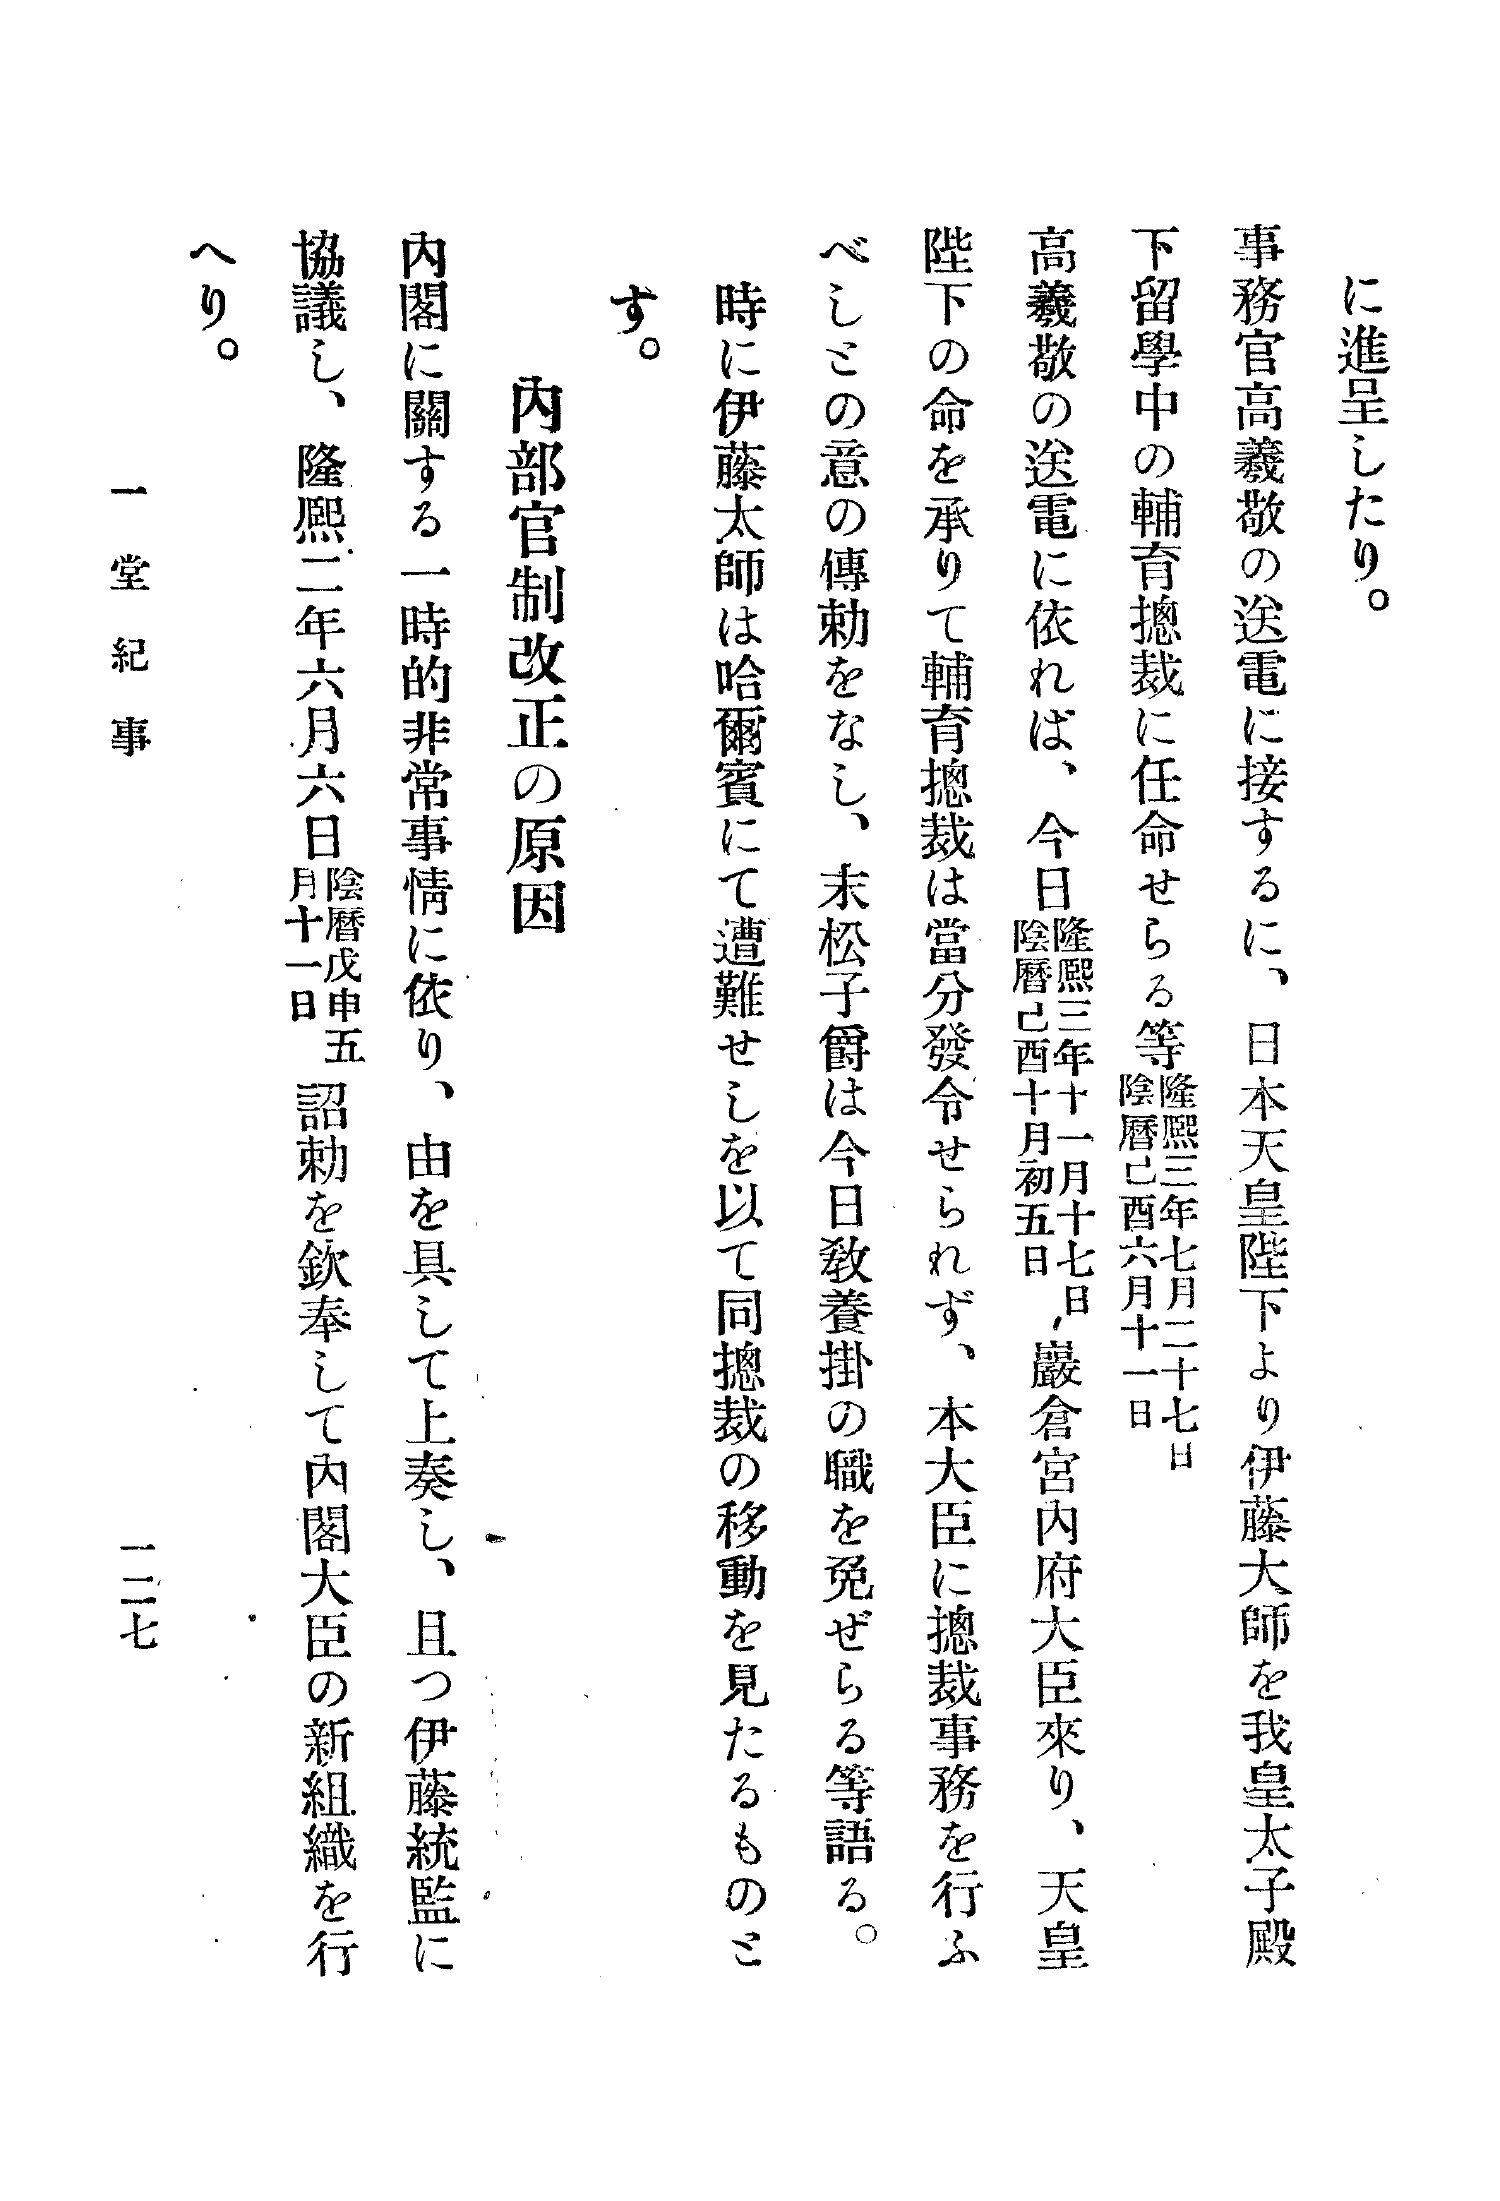 に進呈したり。
事務官高羲敬の送電に接するに、日本天皇陛下より伊藤大師を我皇太子殿
下留學中の輔育摠裁に任命せらる等隆熙三年七月二十七日
陰曆己酉六月十一日
高羲敬の送電に依れば、今日隆熙三年十一月十七日
陰曆己酉十月初五日、巖倉宮内府大臣來り、天皇
陛下の命を承りて輔育摠裁は當分發令せられず、本大臣に摠裁事務を行ふ
べしとの意の傳勅をなし、末松子爵は今日敎養掛の職を免ぜらる等語る。
時に伊藤太師は哈爾賓にて遭難せしを以て同摠裁の移動を見たるものと
す。
內部官制改正の原因
內閣に關する一時的非常事情に依り、由を具して上奏し、且つ伊藤統監に
協議し、隆熙二年六月六日陰曆戊申五
月十一日詔勅を欽奉して內閣大臣の新組織を行
へり。
一堂紀事
一二七